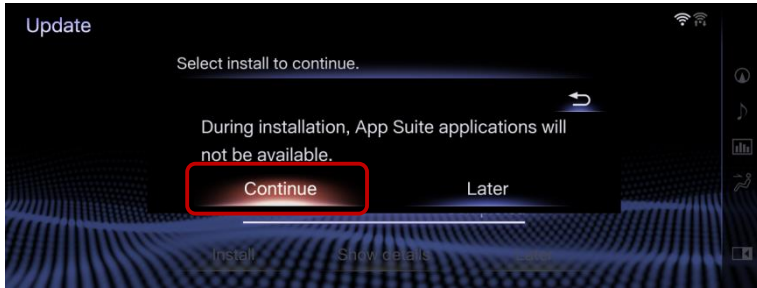 Update
Select install to continue.
During installation, App Suite applications will
not be available.
Continue Later
Install Show details Later